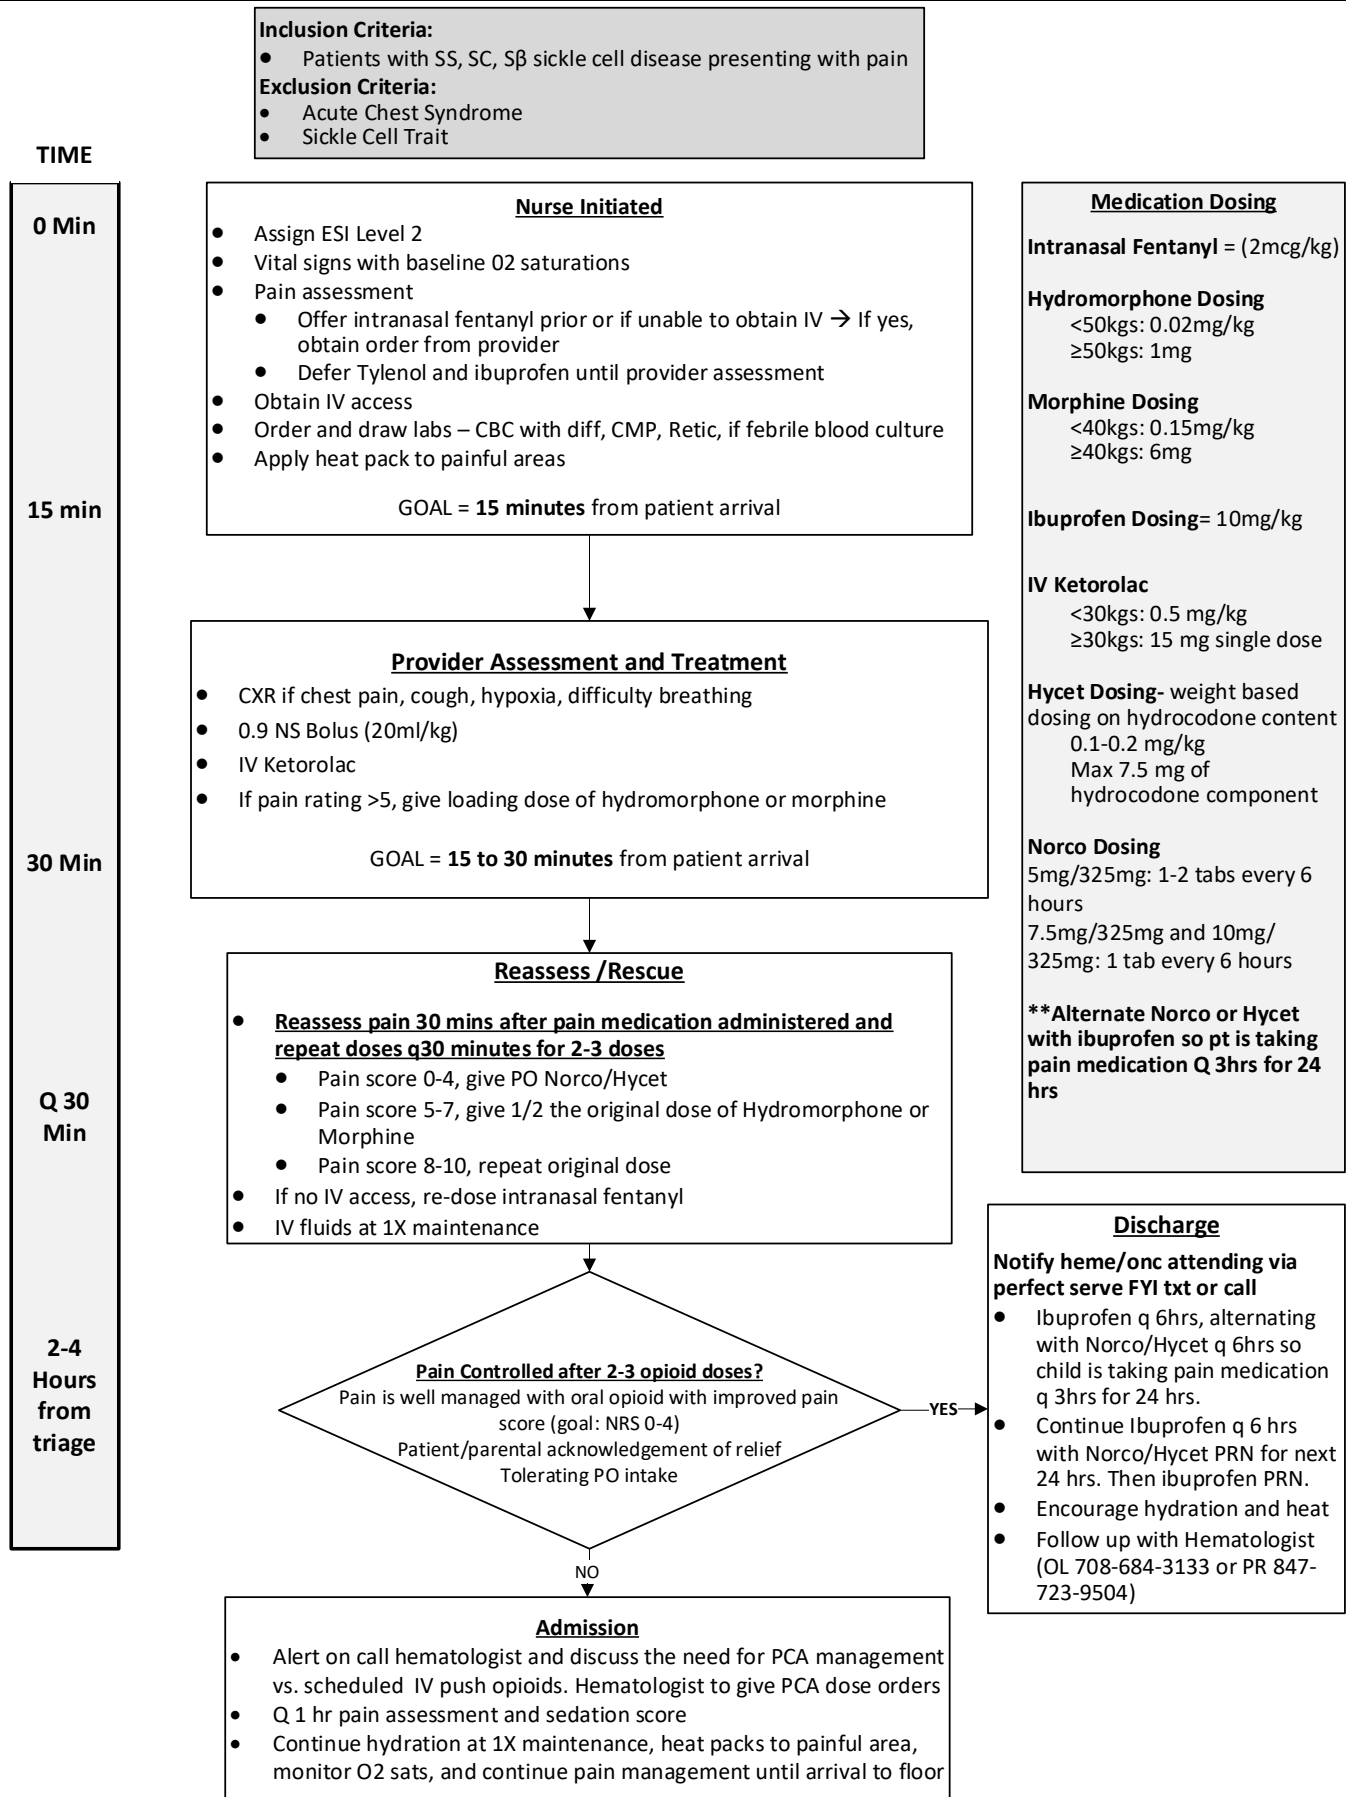 Inclusion Criteria:
● Patients with SS, SC, Sβ sickle cell disease presenting with pain
Exclusion Criteria:
● Acute Chest Syndrome
● Sickle Cell Trait
TIME
0 Min
15 min
30 Min
Q 30
Min
2-4
Hours
from
triage
Nurse Initiated
● Assign ESI Level 2
● Vital signs with baseline 02 saturations
● Pain assessment
● Offer intranasal fentanyl prior or if unable to obtain IV → If yes,
obtain order from provider
● Defer Tylenol and ibuprofen until provider assessment
● Obtain IV access
● Order and draw labs – CBC with diff, CMP, Retic, if febrile blood culture
● Apply heat pack to painful areas
GOAL = 15 minutes from patient arrival
Provider Assessment and Treatment
● CXR if chest pain, cough, hypoxia, difficulty breathing
● 0.9 NS Bolus (20ml/kg)
● IV Ketorolac
● If pain rating >5, give loading dose of hydromorphone or morphine
GOAL = 15 to 30 minutes from patient arrival
Reassess /Rescue
● Reassess pain 30 mins after pain medication administered and
repeat doses q30 minutes for 2-3 doses
● Pain score 0-4, give PO Norco/Hycet
● Pain score 5-7, give 1/2 the original dose of Hydromorphone or
Morphine
● Pain score 8-10, repeat original dose
● If no IV access, re-dose intranasal fentanyl
● IV fluids at 1X maintenance
Pain Controlled after 2-3 opioid doses?
Pain is well managed with oral opioid with improved pain
score (goal: NRS 0-4)
Patient/parental acknowledgement of relief
Tolerating PO intake
YES
NO
Admission
● Alert on call hematologist and discuss the need for PCA management
vs. scheduled IV push opioids. Hematologist to give PCA dose orders
● Q 1 hr pain assessment and sedation score
● Continue hydration at 1X maintenance, heat packs to painful area,
monitor O2 sats, and continue pain management until arrival to floor
Medication Dosing
Intranasal Fentanyl = (2mcg/kg)
Hydromorphone Dosing
<50kgs: 0.02mg/kg
≥50kgs: 1mg
Morphine Dosing
<40kgs: 0.15mg/kg
≥40kgs: 6mg
Ibuprofen Dosing= 10mg/kg
IV Ketorolac
<30kgs: 0.5 mg/kg
≥30kgs: 15 mg single dose
Hycet Dosing- weight based
dosing on hydrocodone content
0.1-0.2 mg/kg
Max 7.5 mg of
hydrocodone component
Norco Dosing
5mg/325mg: 1-2 tabs every 6
hours
7.5mg/325mg and 10mg/
325mg: 1 tab every 6 hours
**Alternate Norco or Hycet
with ibuprofen so pt is taking
pain medication Q 3hrs for 24
hrs
Discharge
Notify heme/onc attending via
perfect serve FYI txt or call
● Ibuprofen q 6hrs, alternating
with Norco/Hycet q 6hrs so
child is taking pain medication
q 3hrs for 24 hrs.
● Continue Ibuprofen q 6 hrs
with Norco/Hycet PRN for next
24 hrs. Then ibuprofen PRN.
● Encourage hydration and heat
● Follow up with Hematologist
(OL 708-684-3133 or PR 847-
723-9504)